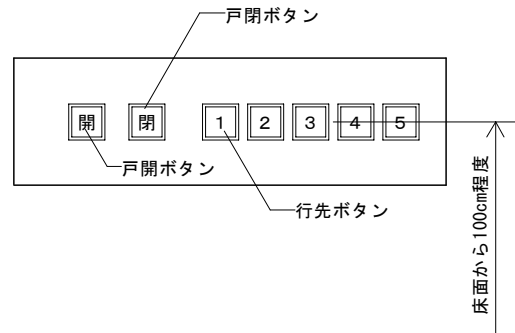 戸閉ボタン
開 閉 1 2 3 4 5
戸開ボタン
行先ボタン
床面から100cm程度